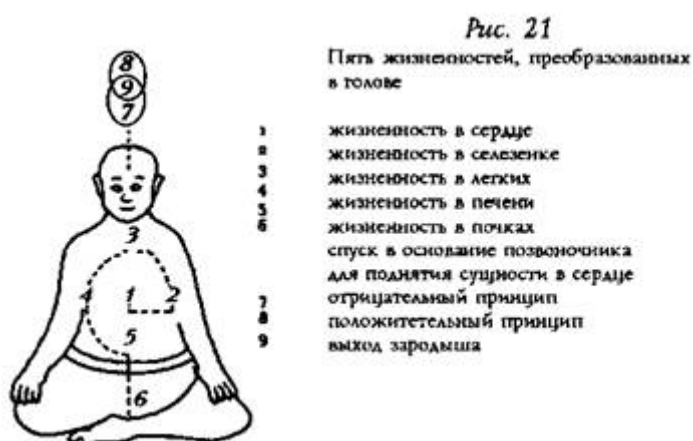 Рис. 21
Пять жизненностей, преобразованных
в голове
8
9
7
3
4 1 2
5
6
1 жизненность в сердце
2 жизненность в селезенке
3 жизненность в легких
4 жизненность в печени
5 жизненность в почках
6 спуск в основание позвоночника
для поднятия сущности в сердце
7 отрицательный принцип
8 положитетельный принцип
9 выход зародыша